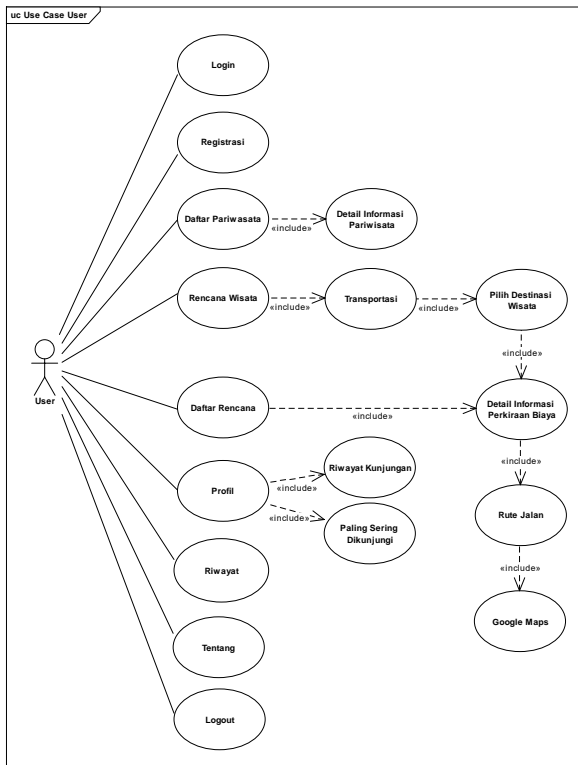 uc Use Case User
Login
Registrasi
Daftar Pariwasata
«include»
Detail Informasi
Pariwisata
Rencana Wisata
«include»
Transportasi
«include»
Pilih Destinasi
Wisata
«include»
User
Daftar Rencana
«include»
Detail Informasi
Perkiraan Biaya
«include»
Profil
«include»
Riwayat Kunjungan
«include»
Paling Sering
Dikunjungi
Rute Jalan
«include»
Riwayat
Google Maps
Tentang
Logout